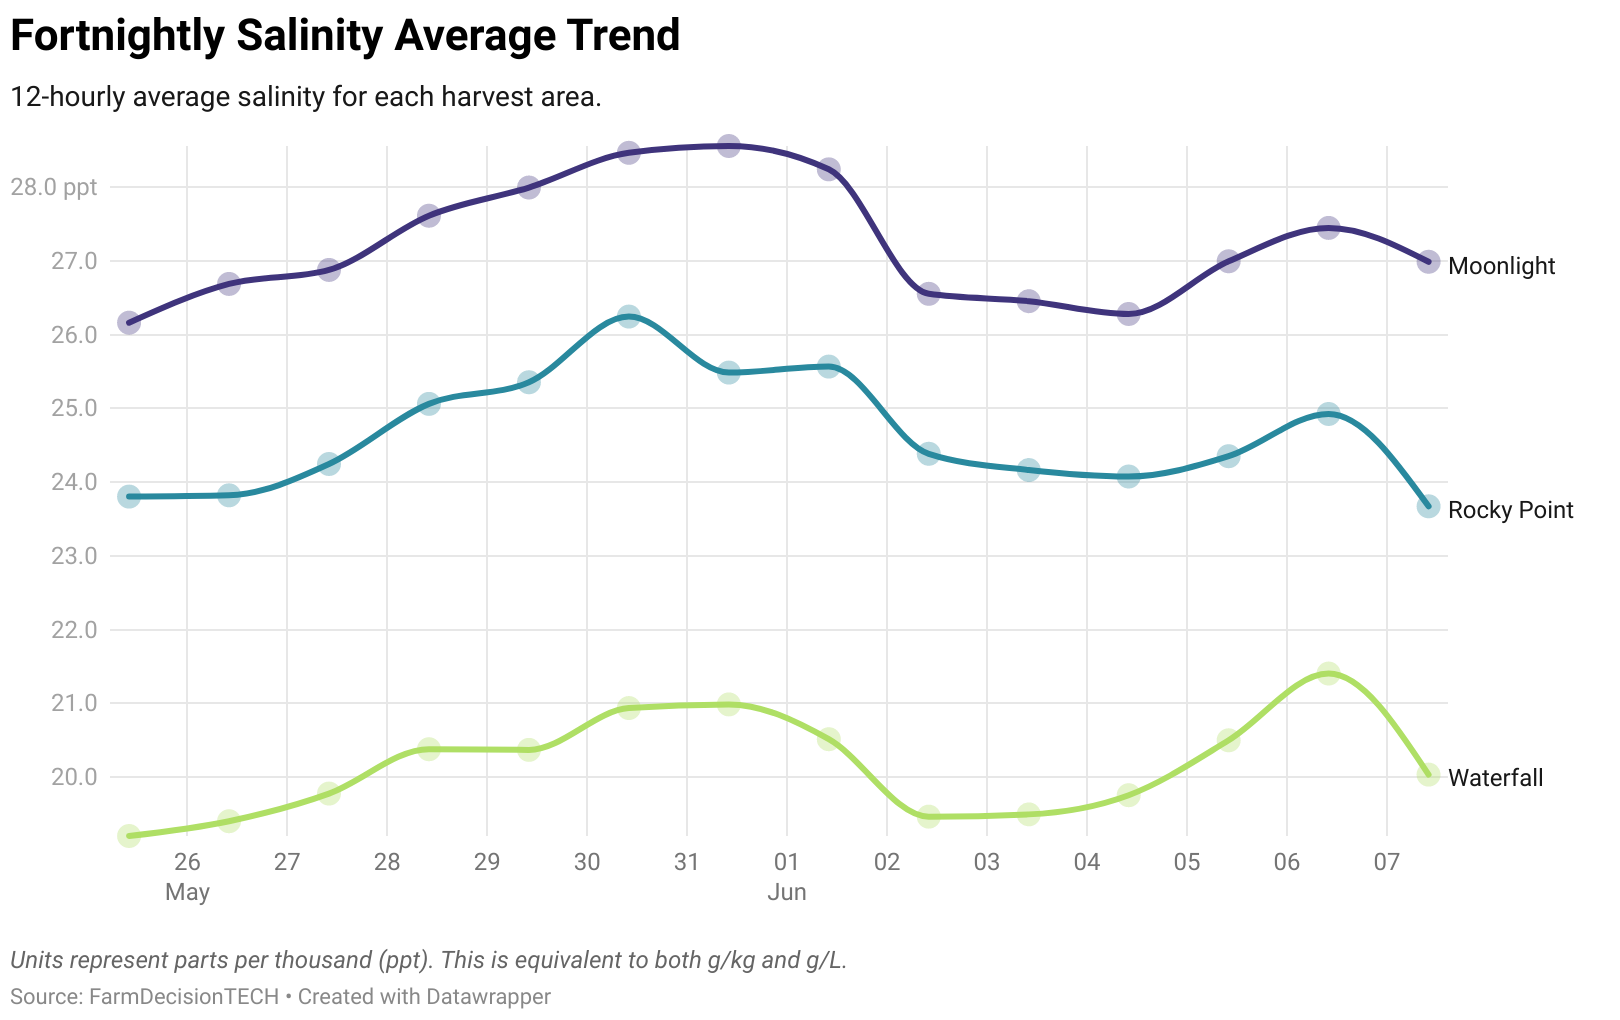 Fortnightly Salinity Average Trend
12-hourly average salinity for each harvest area.
28.0 ppt
27.0
26.0
25.0
24.0
23.0
22.0
21.0
20.0
Moonlight
Rocky Point
Waterfall
26 27 28 29 30 31 01 02 03 04 05 06 07
May Jun
Units represent parts per thousand (ppt). This is equivalent to both g/kg and g/L.
Source: FarmDecisionTECH • Created with Datawrapper